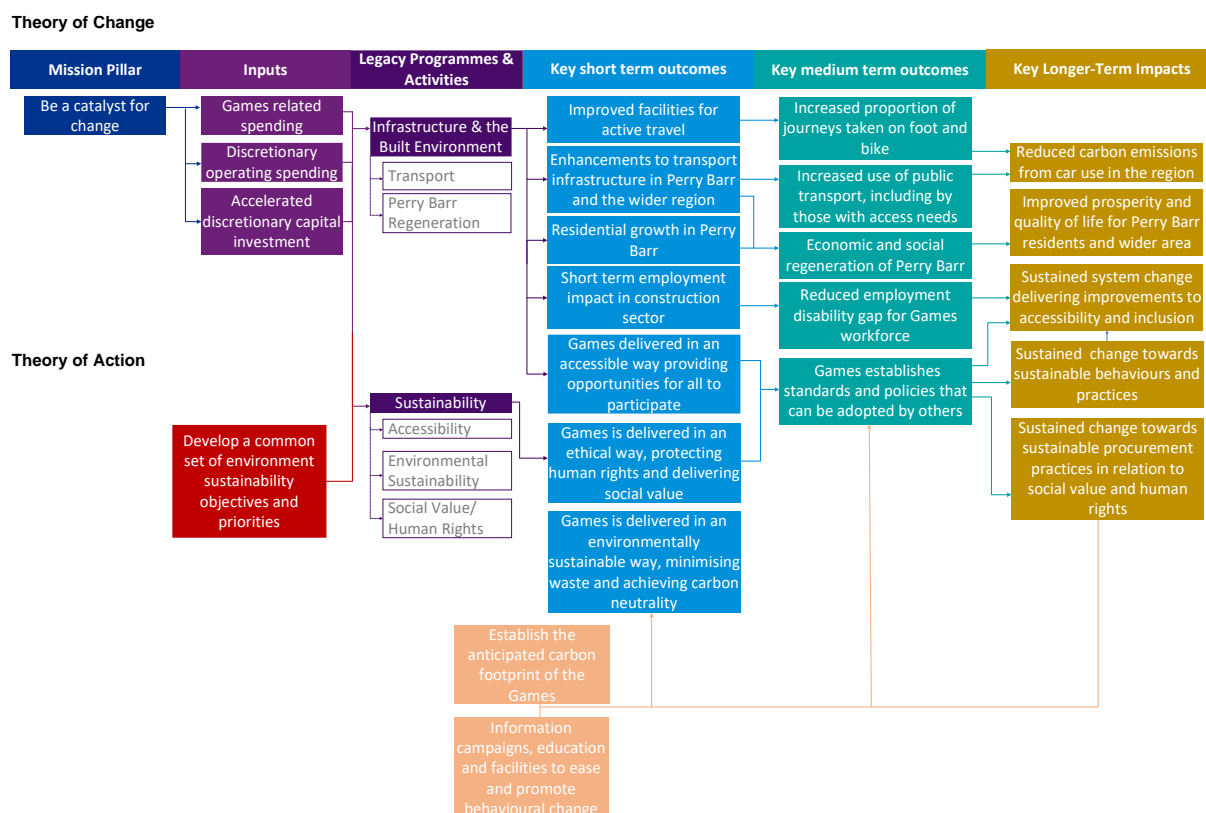 Theory of Change
Mission Pillar
Inputs
Legacy Programmes &
Activities
Key short term outcomes
Key medium term outcomes
Key Longer-Term Impacts
Be a catalyst for
change
Games related
spending
Discretionary
operating spending
Accelerated
discretionary capital
investment
Infrastructure & the
Built Environment
Transport
Perry Barr
Regeneration
Improved facilities for
active travel
Enhancements to transport
infrastructure in Perry Barr
and the wider region
Residential growth in Perry
Barr
Short term employment
impact in construction
sector
Games delivered in an
accessible way providing
opportunities for all to
participate
Games is delivered in an
ethical way, protecting
human rights and delivering
social value
Games is delivered in an
environmentally
sustainable way, minimising
waste and achieving carbon
neutrality
Increased proportion of
journeys taken on foot and
bike
Increased use of public
transport, including by
those with access needs
Economic and social
regeneration of Perry Barr
Reduced employment
disability gap for Games
workforce
Games establishes
standards and policies that
can be adopted by others
Reduced carbon emissions
from car use in the region
Improved prosperity and
quality of life for Perry Barr
residents and wider area
Sustained system change
delivering improvements to
accessibility and inclusion
Sustained change towards
sustainable behaviours and
practices
Sustained change towards
sustainable procurement
practices in relation to
social value and human
rights
Theory of Action
Develop a common
set of environment
sustainability
objectives and
priorities
Sustainability
Accessibility
Environmental
Sustainability
Social Value/
Human Rights
Establish the
anticipated carbon
footprint of the
Games
Information
campaigns, education
and facilities to ease
and promote
behavioural change